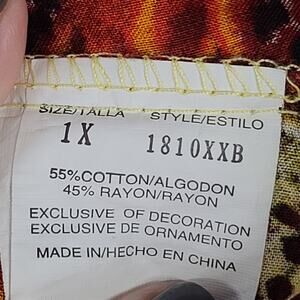 SIZE/TALLA STYLE/ESTILO
1X 1810XXB
55%COTTON/ALGODON
45% RAYON/RAYON
EXCLUSIVE OF DECORATION
EXCLUSIVE DE ORNAMENTO
MADE IN/HECHO EN CHINA